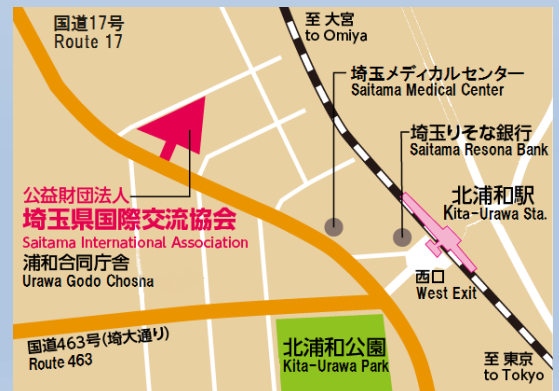 国道17号
Route 17
至 大宮
to Omiya
埼玉メディカルセンター
Saitama Medical Center
埼玉りそな銀行
Saitama Resona Bank
北浦和駅
Kita-Urawa Sta.
公益財団法人
埼玉県国際交流協会
Saitama International Association
浦和合同庁舎
Urawa Godo Chosna
西口
West Exit
国道463号(埼大通り)
Route 463
北浦和公園
Kita-Urawa Park
至 東京
to Tokyo